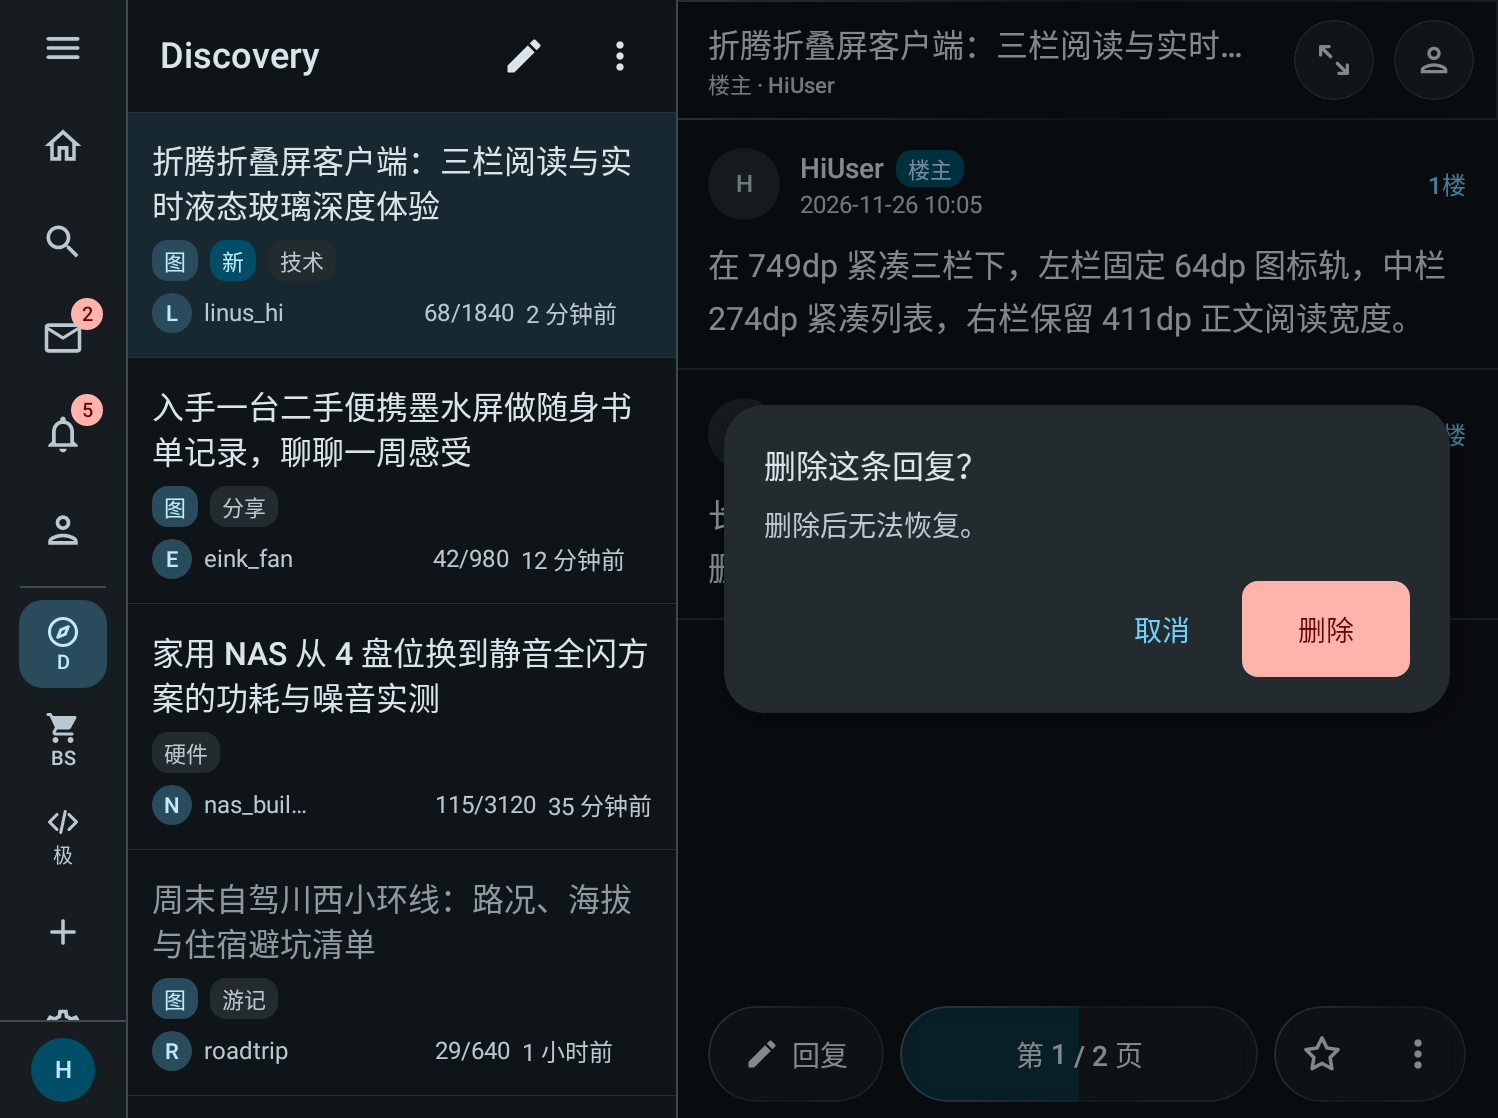 2
5
D
BS
极
H
Discovery
折腾折叠屏客户端：三栏阅读与实
时液态玻璃深度体验
图 新 技术
L linus_hi 68/1840 2 分钟前
入手一台二手便携墨水屏做随身书
单记录，聊聊一周感受
图 分享
E eink_fan 42/980 12 分钟前
家用 NAS 从 4 盘位换到静音全闪方
案的功耗与噪音实测
硬件
N nas_buil... 115/3120 35 分钟前
周末自驾川西小环线：路况、海拔
与住宿避坑清单
图 游记
R roadtrip 29/640 1 小时前
折腾折叠屏客户端：三栏阅读与实时...
楼主 · HiUser
H HiUser 楼主
2026-11-26 10:05
1楼
在 749dp 紧凑三栏下，左栏固定 64dp 图标轨，中栏
274dp 紧凑列表，右栏保留 411dp 正文阅读宽度。
楼
删除这条回复？
删除后无法恢复。
取消 删除
回复 第 1 / 2 页